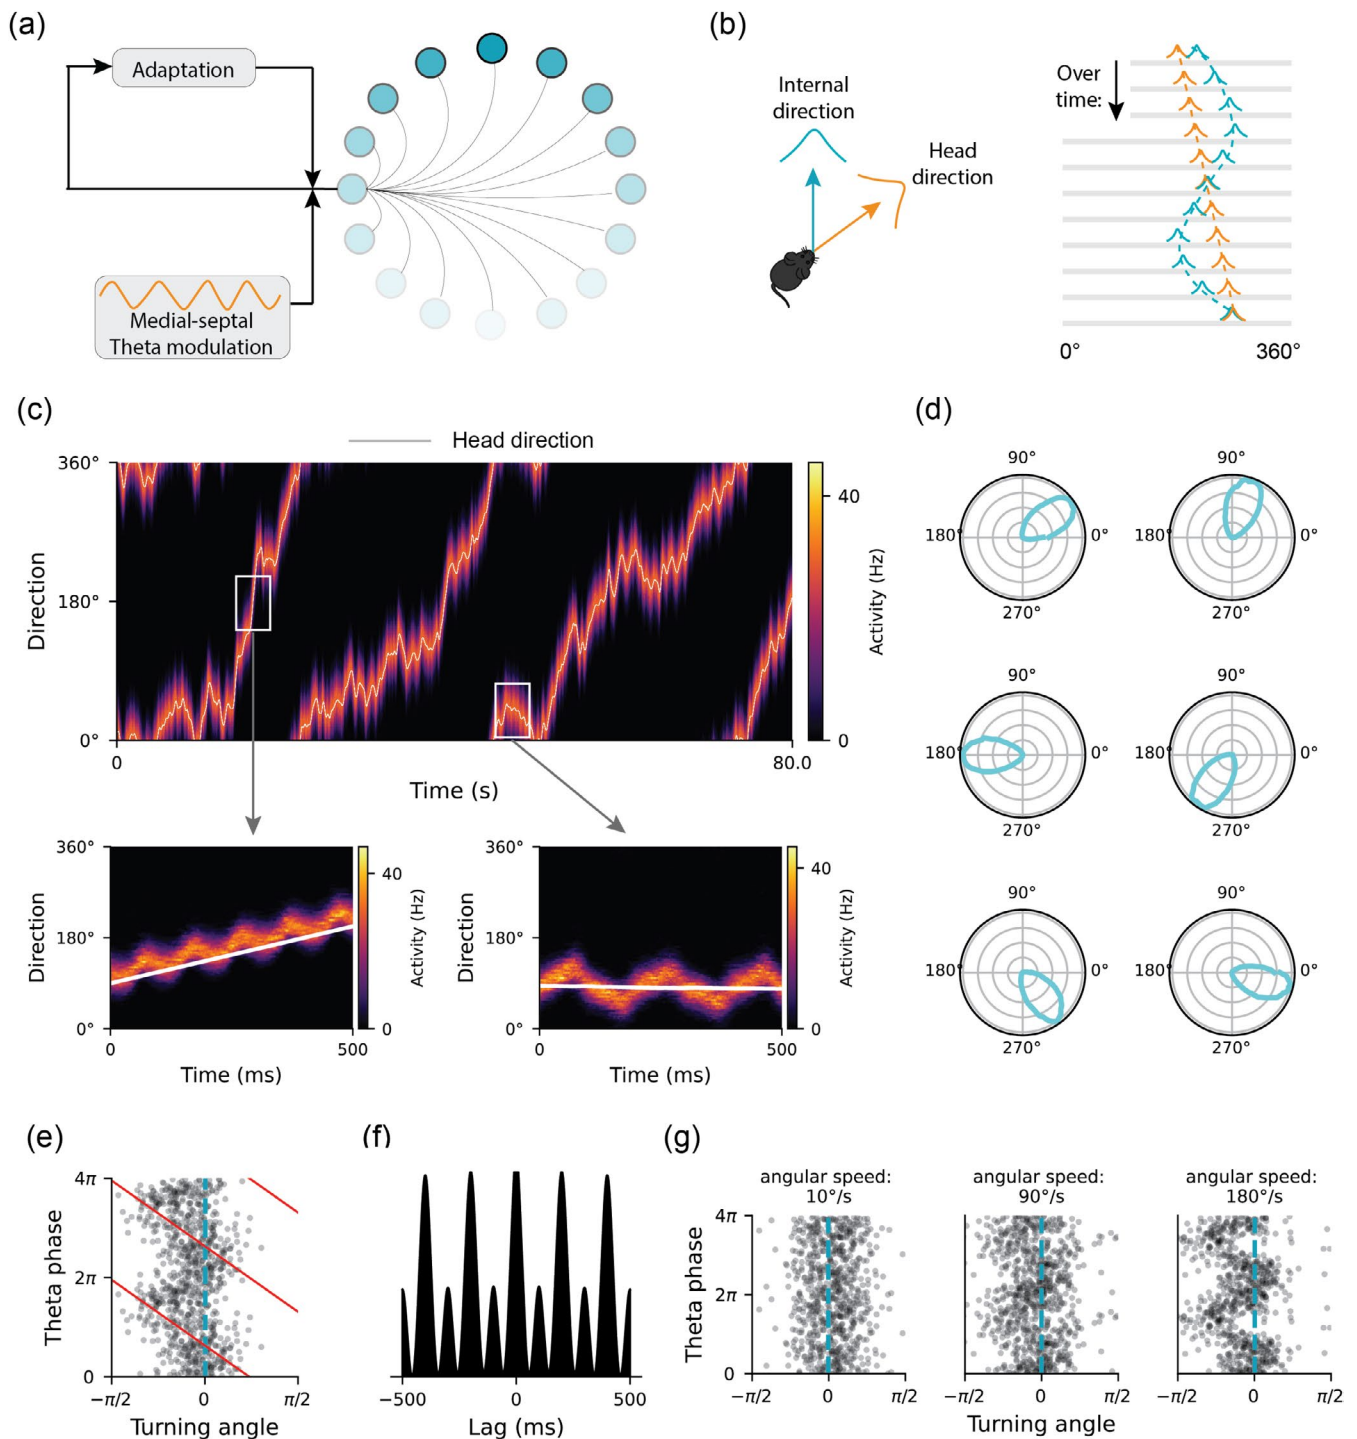 (a)
Adaptation
Medial-septal
Theta modulation
(b)
Internal
direction
Head
direction
Over
time:
0°
360°
(c)
Head direction
360°
180°
0°
Direction
0
80.0
Time (s)
40
0
Activity (Hz)
360°
180°
0°
Direction
0
500
Time (ms)
40
0
Activity (Hz)
360°
180°
0°
Direction
0
500
Time (ms)
40
0
Activity (Hz)
(d)
90°
180°
0°
270°
90°
180°
0°
270°
90°
180°
0°
270°
90°
180°
0°
270°
90°
180°
0°
270°
90°
180°
0°
270°
(e)
4π
2π
0
Theta phase
−π/2
0
π/2
Turning angle
(f)
−500
0
500
Lag (ms)
(g)
angular speed:
10°/s
angular speed:
90°/s
angular speed:
180°/s
4π
2π
0
Theta phase
−π/2
0
π/2
−π/2
0
π/2
−π/2
0
π/2
Turning angle